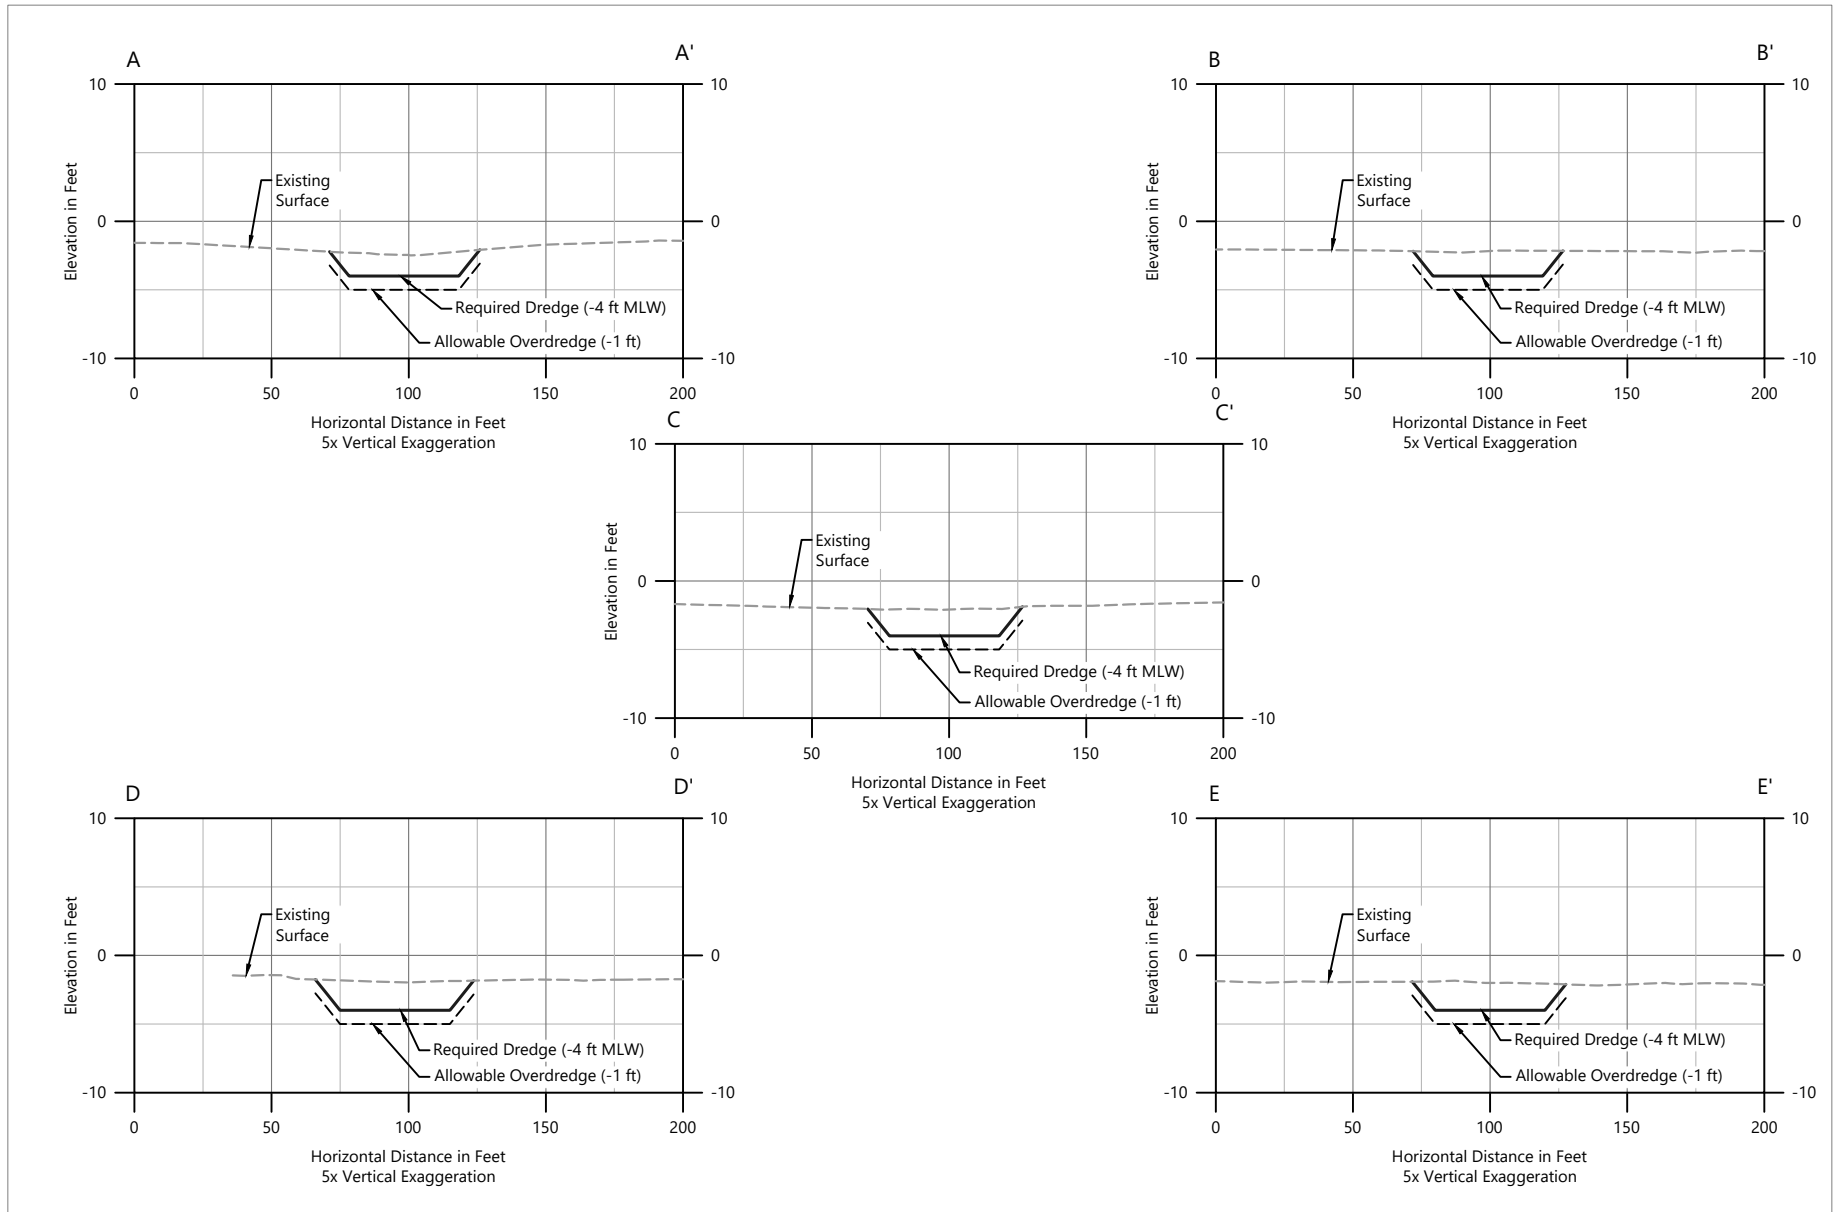 A A'
10 10
Existing
Surface
0 0
Elevation in Feet
Required Dredge (-4 ft MLW)
Allowable Overdredge (-1 ft)
-10 -10
0 50 100 150 200
Horizontal Distance in Feet
5x Vertical Exaggeration
B B'
10 10
Existing
Surface
0 0
Elevation in Feet
Required Dredge (-4 ft MLW)
Allowable Overdredge (-1 ft)
-10 -10
0 50 100 150 200
Horizontal Distance in Feet
5x Vertical Exaggeration
C C'
10 10
Existing
Surface
0 0
Elevation in Feet
Required Dredge (-4 ft MLW)
Allowable Overdredge (-1 ft)
-10 -10
0 50 100 150 200
Horizontal Distance in Feet
5x Vertical Exaggeration
D D'
10 10
Existing
Surface
0 0
Elevation in Feet
Required Dredge (-4 ft MLW)
Allowable Overdredge (-1 ft)
-10 -10
0 50 100 150 200
Horizontal Distance in Feet
5x Vertical Exaggeration
E E'
10 10
Existing
Surface
0 0
Elevation in Feet
Required Dredge (-4 ft MLW)
Allowable Overdredge (-1 ft)
-10 -10
0 50 100 150 200
Horizontal Distance in Feet
5x Vertical Exaggeration